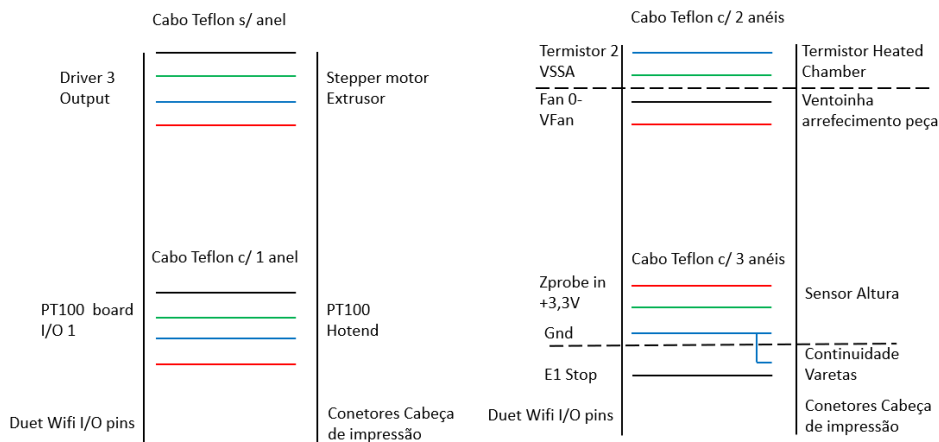 Cabo Teflon s/ anel
Driver 3
Output
Stepper motor
Extrusor
Cabo Teflon c/ 1 anel
PT100 board
I/O 1
PT100
Hotend
Duet Wifi I/O pins
Conetores Cabeça
de impressão
Cabo Teflon c/ 2 anéis
Termistor 2
VSSA
Termistor Heated
Chamber
Fan 0-
VFan
Ventoinha
arrefecimento peça
Cabo Teflon c/ 3 anéis
Zprobe in
+3,3V
Gnd
Sensor Altura
E1 Stop
Continuidade
Varetas
Duet Wifi I/O pins
Conetores Cabeça
de impressão